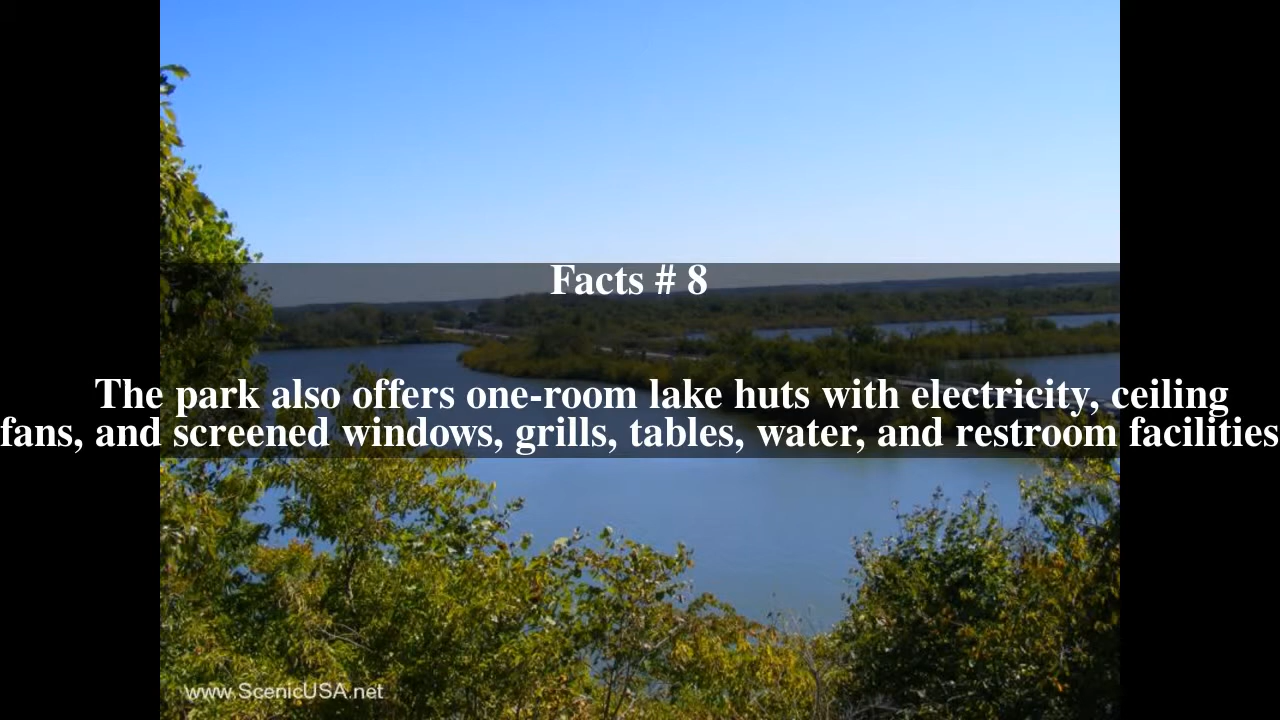 Facts # 8
The park also offers one-room lake huts with electricity, ceiling
fans, and screened windows, grills, tables, water, and restroom facilities
www.ScenicUSA.net